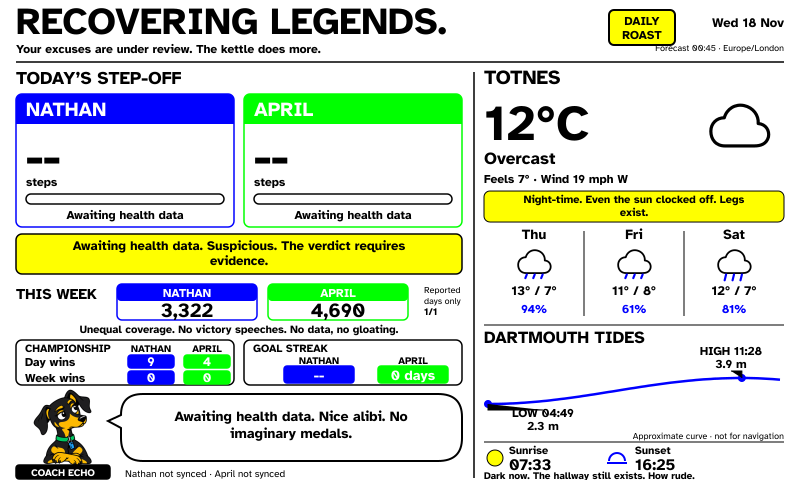 RECOVERING LEGENDS.
Your excuses are under review. The kettle does more.
DAILY
ROAST
Wed 18 Nov
Forecast 00:45 · Europe/London
TODAY'S STEP-OFF
NATHAN
--
steps
Awaiting health data
APRIL
--
steps
Awaiting health data
Awaiting health data. Suspicious. The verdict requires
evidence.
THIS WEEK
NATHAN
3,322
APRIL
4,690
Reported
days only
1/1
Unequal coverage. No victory speeches. No data, no gloating.
CHAMPIONSHIP NATHAN APRIL
Day wins 9 4
Week wins 0 0
GOAL STREAK
NATHAN APRIL
-- 0 days
Awaiting health data. Nice alibi. No
imaginary medals.
COACH ECHO
Nathan not synced · April not synced
TOTNES
12°C
Overcast
Feels 7° · Wind 19 mph W
Night-time. Even the sun clocked off. Legs
exist.
Thu Fri Sat
13° / 7° 11° / 8° 12° / 7°
94% 61% 81%
DARTMOUTH TIDES
HIGH 11:28
3.9 m
LOW 04:49
2.3 m
Approximate curve · not for navigation
Sunrise
07:33
Sunset
16:25
Dark now. The hallway still exists. How rude.